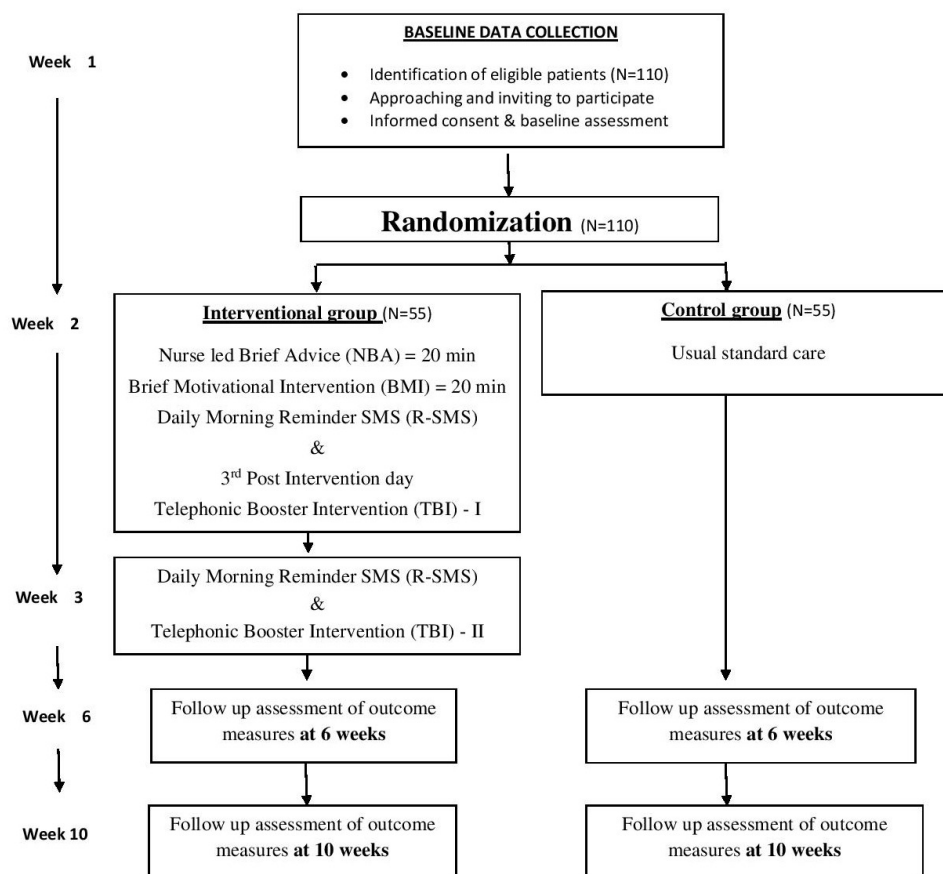 BASELINE DATA COLLECTION
Week 1
• Identification of eligible patients (N=110)
• Approaching and inviting to participate
• Informed consent & baseline assessment
Randomization (N=110)
Week 2
Interventional group (N=55)
Nurse led Brief Advice (NBA) = 20 min
Brief Motivational Intervention (BMI) = 20 min
Daily Morning Reminder SMS (R-SMS)
&
3rd Post Intervention day
Telephonic Booster Intervention (TBI) - I
Control group (N=55)
Usual standard care
Week 3
Daily Morning Reminder SMS (R-SMS)
&
Telephonic Booster Intervention (TBI) - II
Week 6
Follow up assessment of outcome
measures at 6 weeks
Follow up assessment of outcome
measures at 6 weeks
Week 10
Follow up assessment of outcome
measures at 10 weeks
Follow up assessment of outcome
measures at 10 weeks